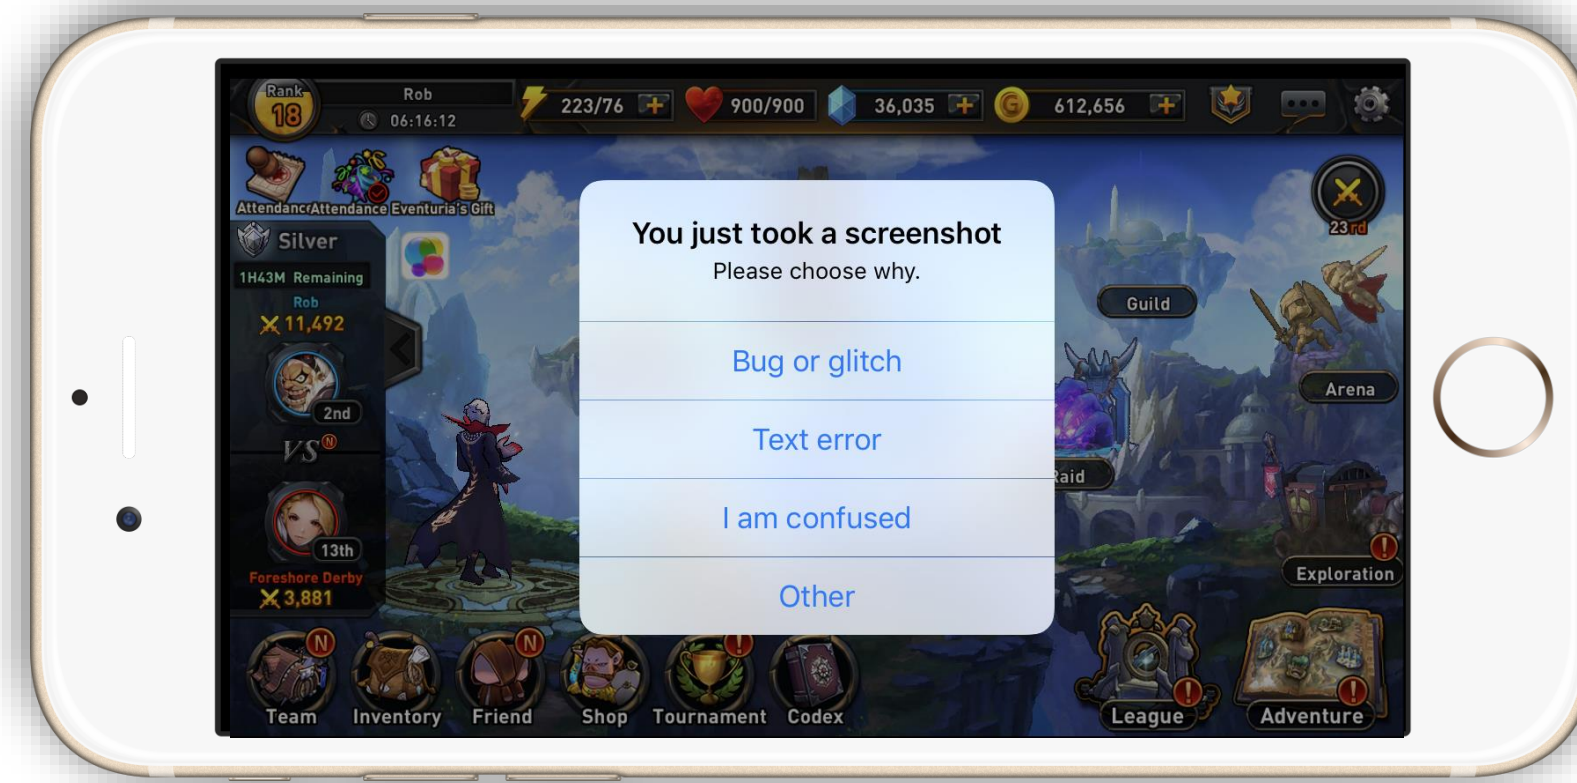 Rank
18
Rob
06:16:12
223/76
900/900
36,035
G
612,656
Attendance
Attendance
Eventuria's Gift
23rd
Silver
1H43M Remaining
Rob
11,492
2nd
VS
N
13th
Foreshore Derby
3,881
You just took a screenshot
Please choose why.
Bug or glitch
Text error
I am confused
Other
Guild
Arena
Raid
!
Exploration
N
Team
Inventory
N
Friend
Shop
!
Tournament
Codex
!
League
!
Adventure